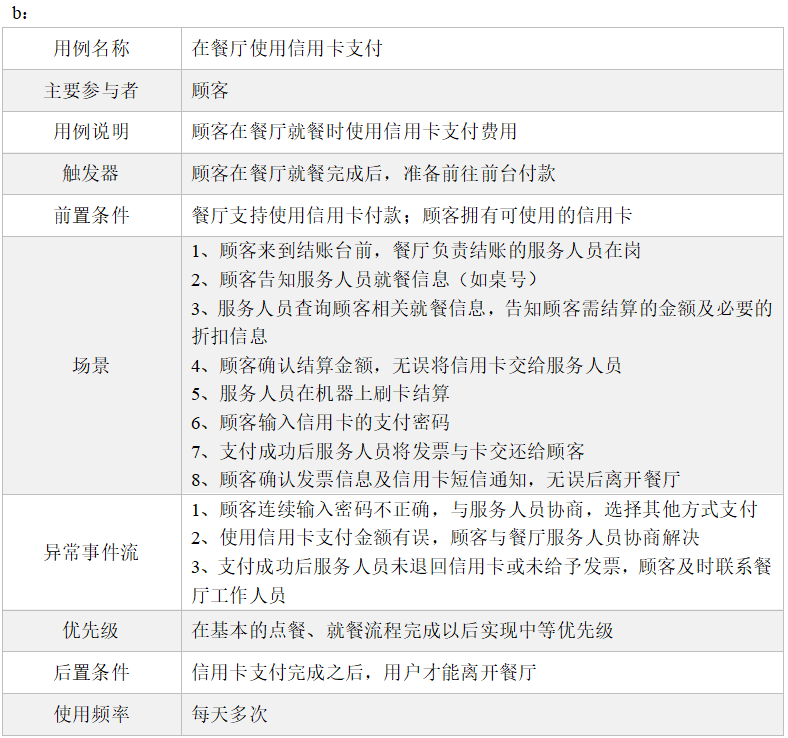 b：
用例名称
在餐厅使用信用卡支付
主要参与者
顾客
用例说明
顾客在餐厅就餐时使用信用卡支付费用
触发器
顾客在餐厅就餐完成后，准备前往前台付款
前置条件
餐厅支持使用信用卡付款；顾客拥有可使用的信用卡
场景
1、顾客来到结账台前，餐厅负责结账的服务人员在岗
2、顾客告知服务人员就餐信息（如桌号）
3、服务人员查询顾客相关就餐信息，告知顾客需结算的金额及必要的
折扣信息
4、顾客确认结算金额，无误将信用卡交给服务人员
5、服务人员在机器上刷卡结算
6、顾客输入信用卡的支付密码
7、支付成功后服务人员将发票与卡交还给顾客
8、顾客确认发票信息及信用卡短信通知，无误后离开餐厅
异常事件流
1、顾客连续输入密码不正确，与服务人员协商，选择其他方式支付
2、使用信用卡支付金额有误，顾客与餐厅服务人员协商解决
3、支付成功后服务人员未退回信用卡或未给予发票，顾客及时联系餐
厅工作人员
优先级
在基本的点餐、就餐流程完成以后实现中等优先级
后置条件
信用卡支付完成之后，用户才能离开餐厅
使用频率
每天多次